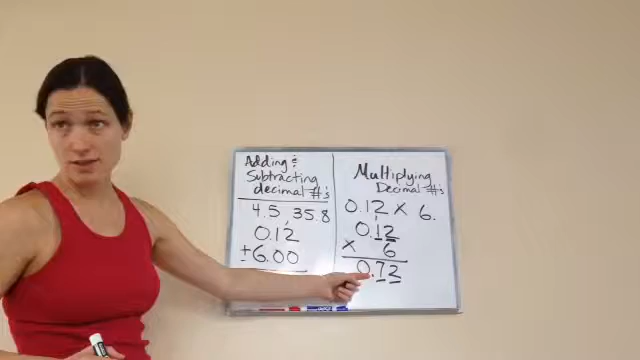 Adding &
Subtracting
decimal #'s
4.5, 35.8
0.12
± 6.00
Multiplying
Decimal #'s
0.12 × 6.
0.12
× 6
0.72